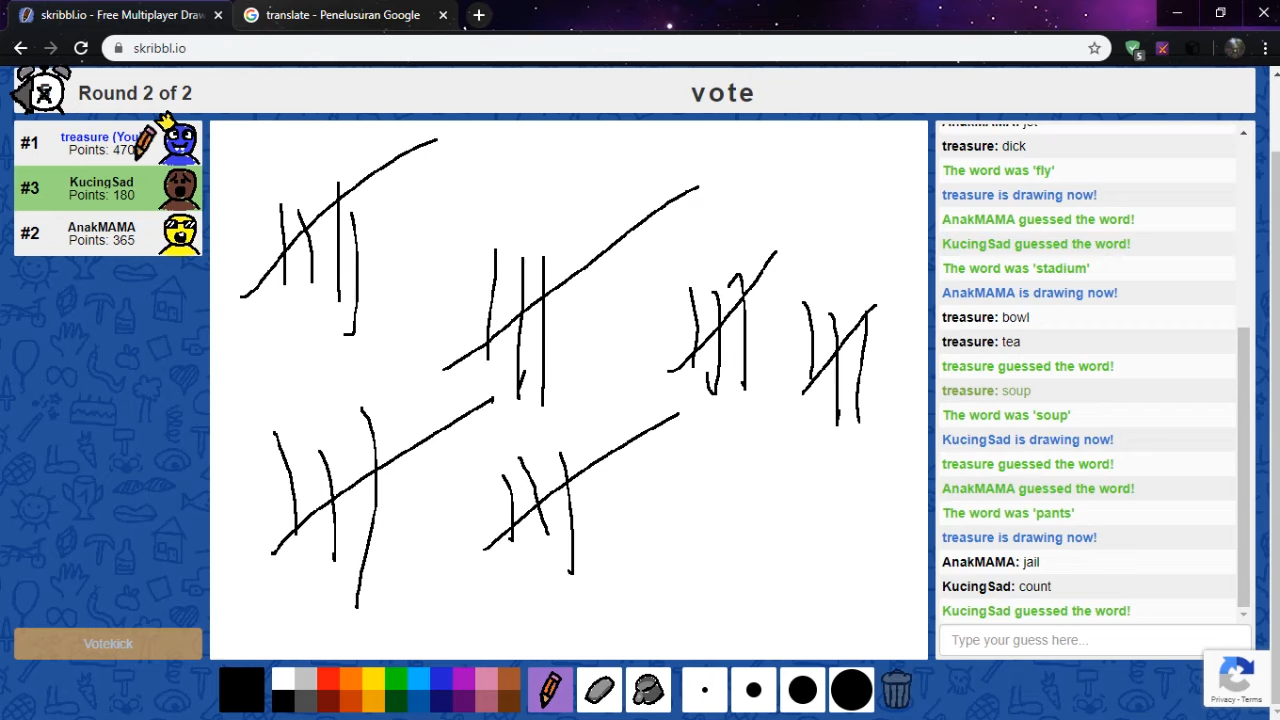 skribbl.io - Free Multiplayer Draw
translate - Penelusuran Google
skribbl.io
5
Round 2 of 2
vote
#1
treasure (You
Points: 470
#3
KucingSad
Points: 180
#2
AnakMAMA
Points: 365
treasure: dick
The word was 'fly'
treasure is drawing now!
AnakMAMA guessed the word!
KucingSad guessed the word!
The word was 'stadium'
AnakMAMA is drawing now!
treasure: bowl
treasure: tea
treasure guessed the word!
treasure: soup
The word was 'soup'
KucingSad is drawing now!
treasure guessed the word!
AnakMAMA guessed the word!
The word was 'pants'
treasure is drawing now!
AnakMAMA: jail
KucingSad: count
KucingSad guessed the word!
Votekick
Type your guess here...
Privacy - Terms